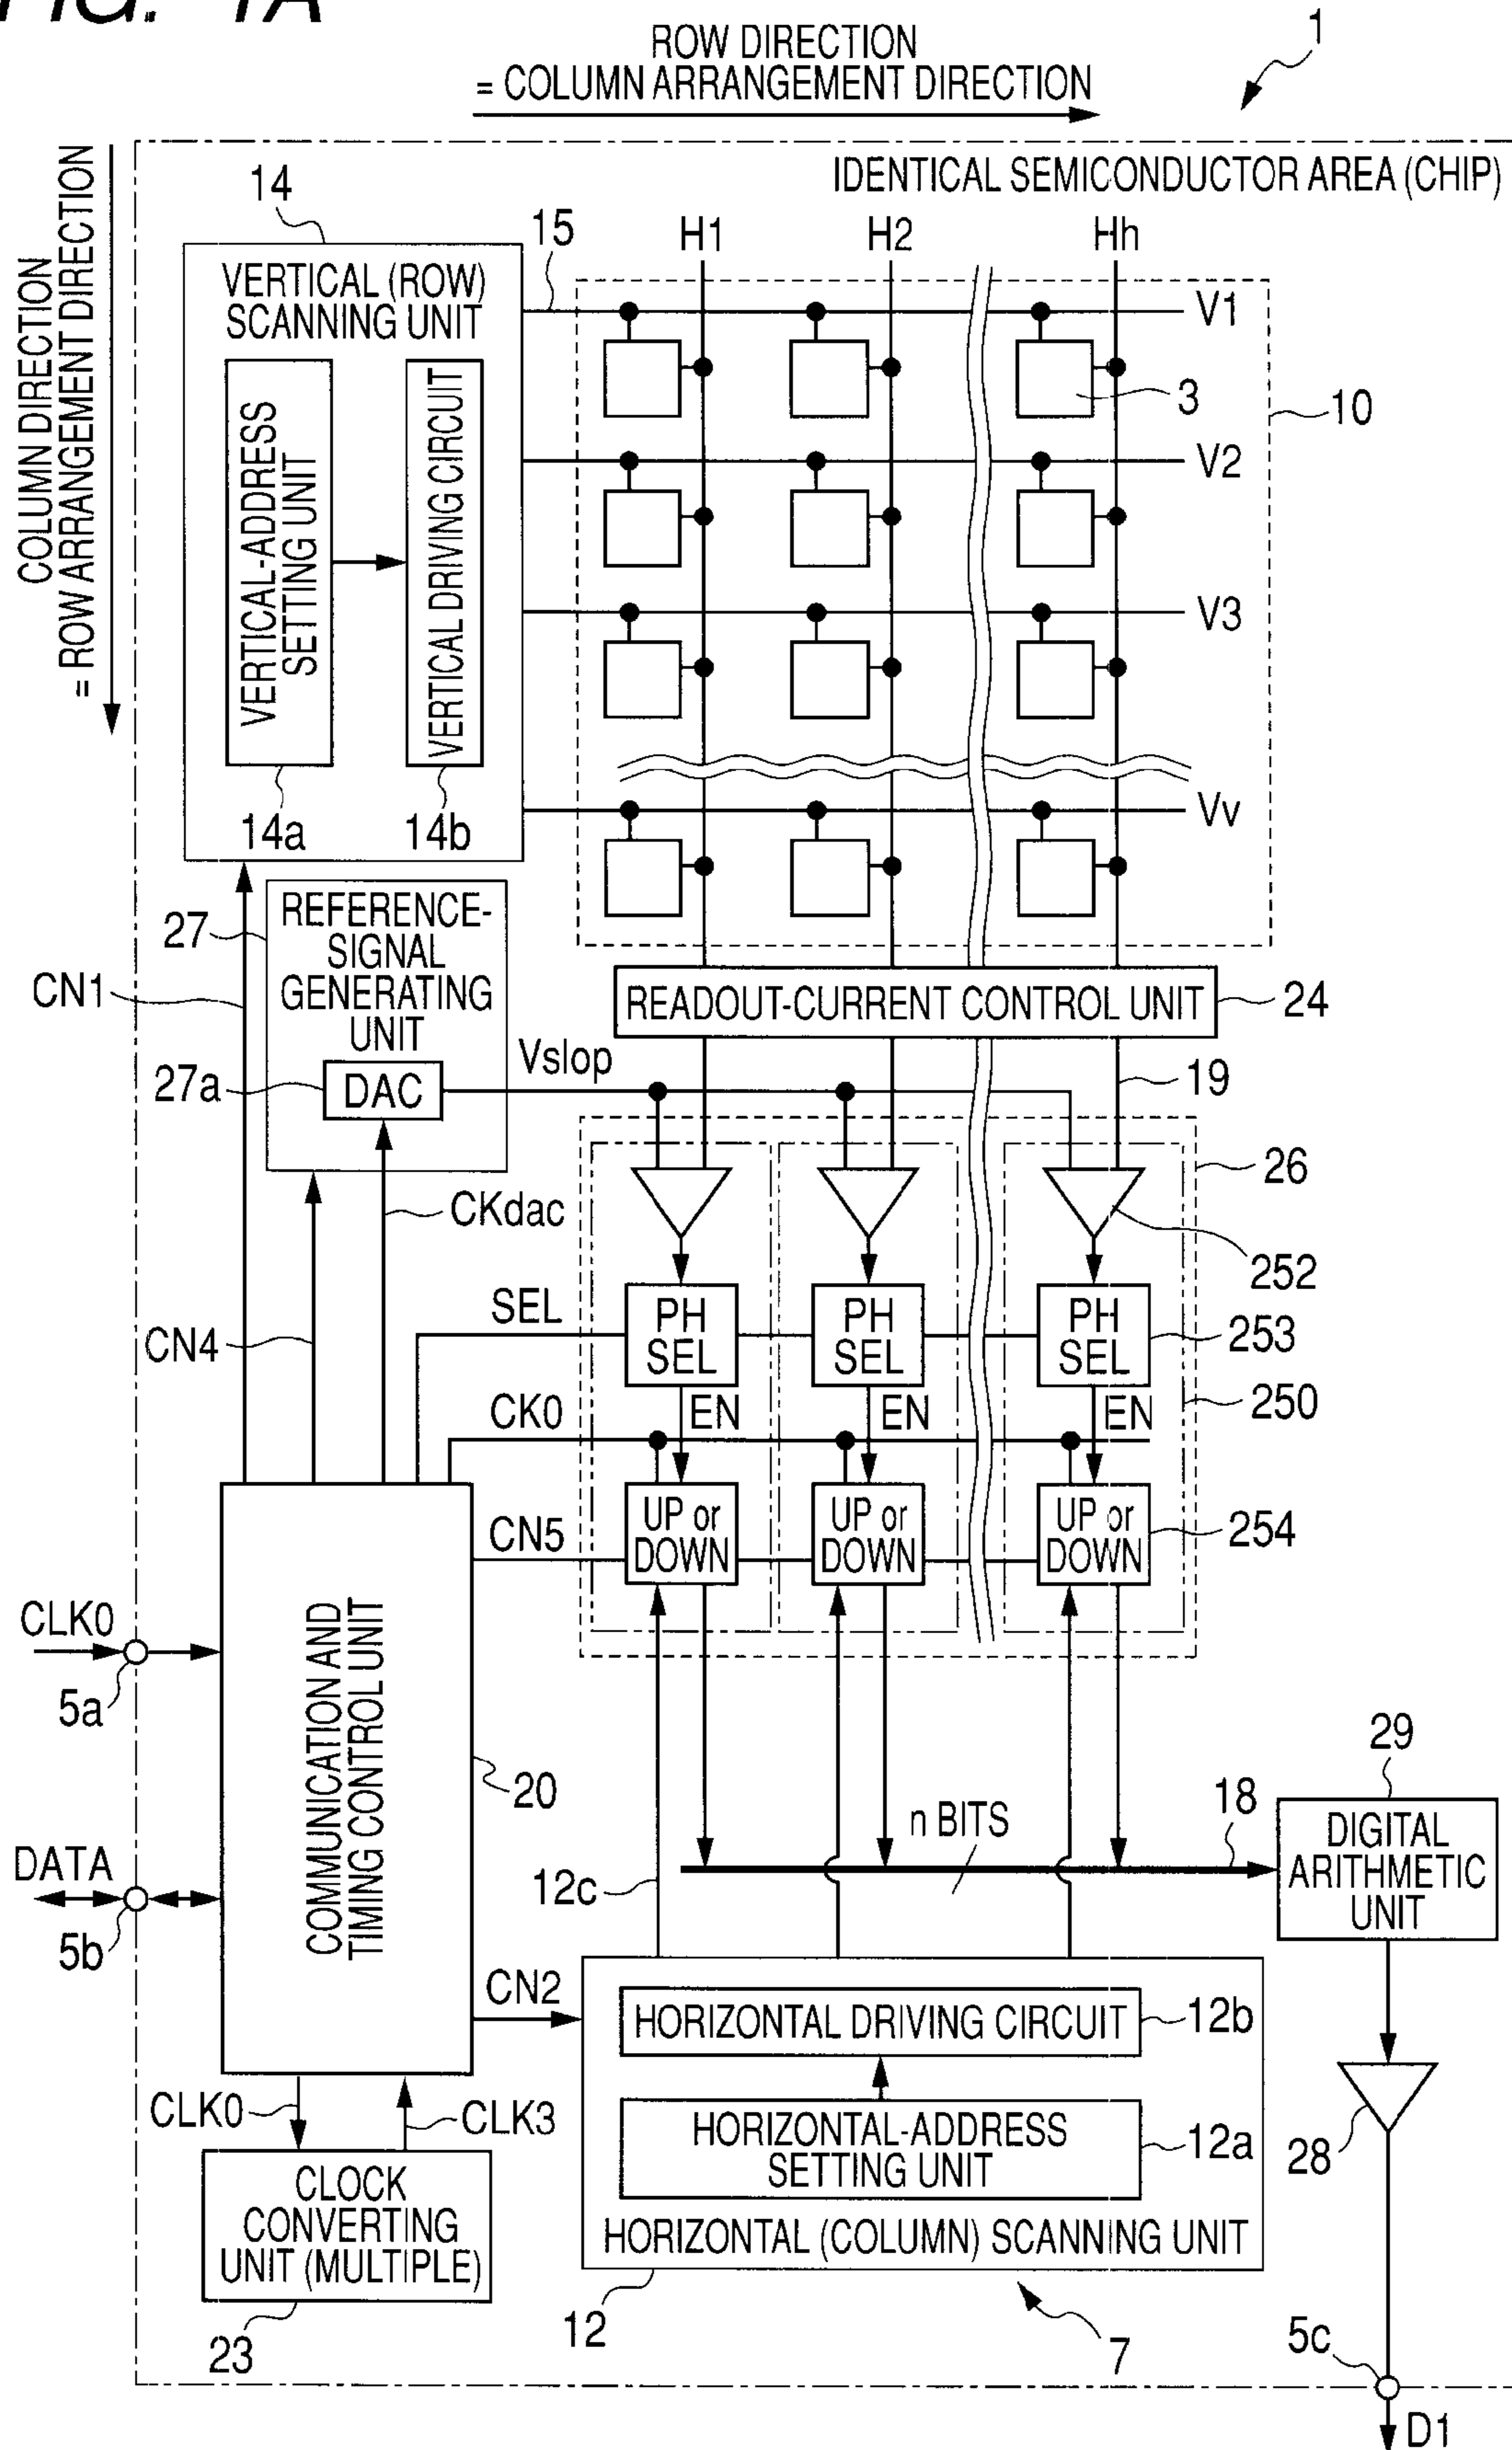 FIG. 1A
ROW DIRECTION
= COLUMN ARRANGEMENT DIRECTION
1
COLUMN DIRECTION
= ROW ARRANGEMENT DIRECTION
IDENTICAL SEMICONDUCTOR AREA (CHIP)
14
15
H1
H2
Hh
VERTICAL (ROW)
SCANNING UNIT
VERTICAL-ADDRESS
SETTING UNIT
VERTICAL DRIVING CIRCUIT
14a
14b
V1
3
10
V2
V3
Vv
27
REFERENCE-
SIGNAL
GENERATING
UNIT
CN1
READOUT-CURRENT CONTROL UNIT
24
27a
DAC
Vslop
19
26
CKdac
252
SEL
PH
SEL
PH
SEL
PH
SEL
253
CN4
CK0
EN
EN
EN
250
CN5
UP or
DOWN
UP or
DOWN
UP or
DOWN
254
CLK0
5a
COMMUNICATION AND
TIMING CONTROL UNIT
20
29
n BITS
18
DIGITAL
ARITHMETIC
UNIT
DATA
5b
12c
CN2
HORIZONTAL DRIVING CIRCUIT
12b
CLK0
CLK3
HORIZONTAL-ADDRESS
SETTING UNIT
12a
28
CLOCK
CONVERTING
UNIT (MULTIPLE)
HORIZONTAL (COLUMN) SCANNING UNIT
23
12
7
5c
D1